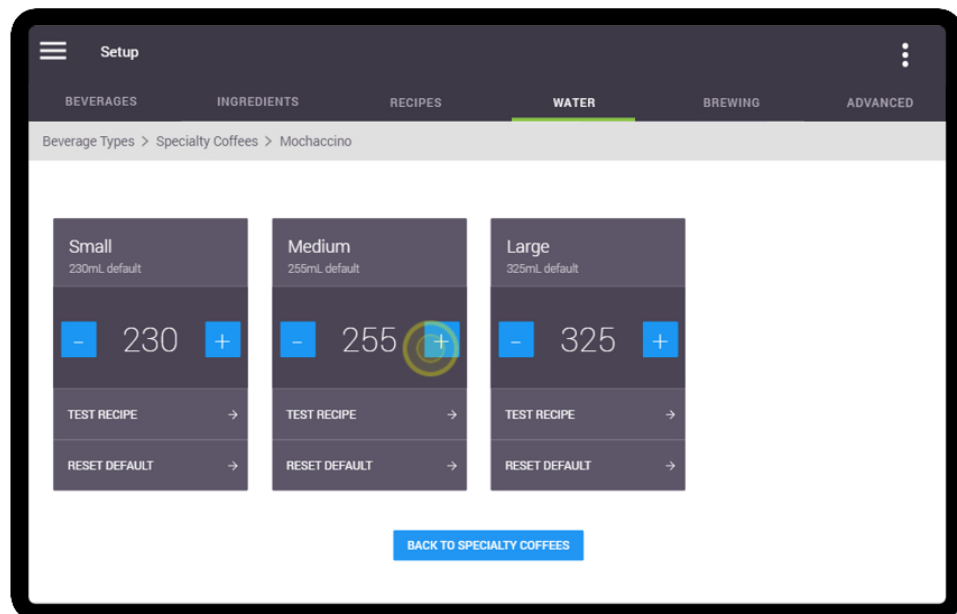 Setup
BEVERAGES INGREDIENTS RECIPES WATER BREWING ADVANCED
Beverage Types > Specialty Coffees > Mochaccino
Small
230mL default
- 230 +
TEST RECIPE →
RESET DEFAULT →
Medium
255mL default
- 255 +
TEST RECIPE →
RESET DEFAULT →
Large
325mL default
- 325 +
TEST RECIPE →
RESET DEFAULT →
BACK TO SPECIALTY COFFEES